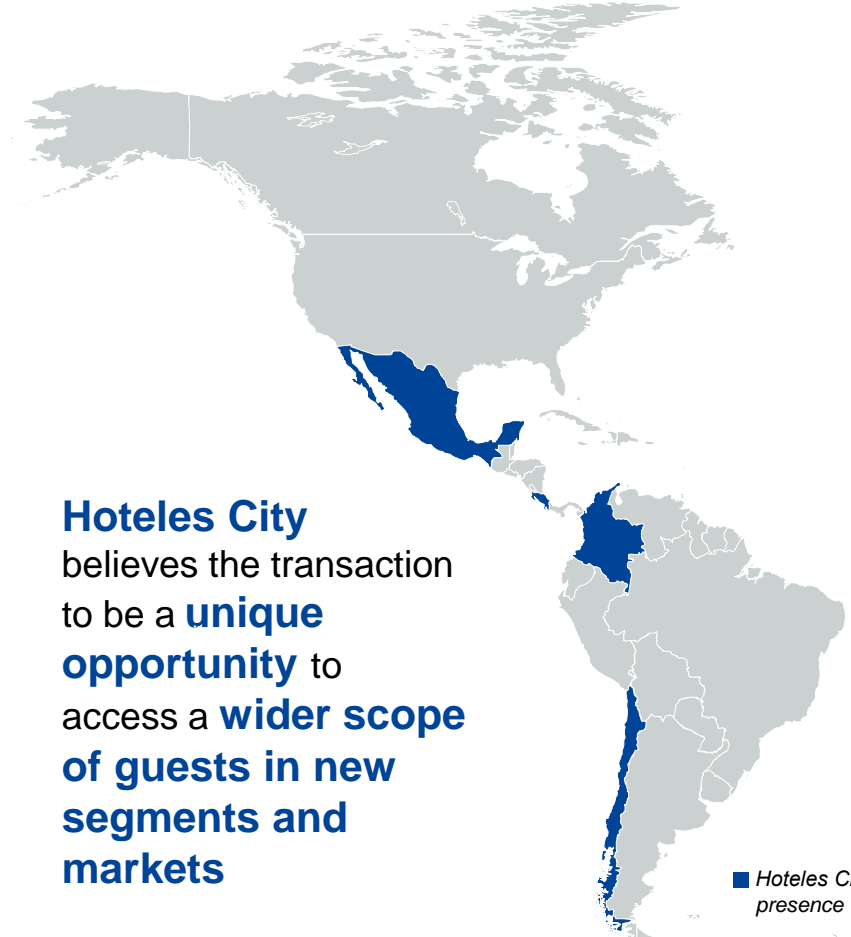 Hoteles City
believes the transaction
to be a unique
opportunity to
access a wider scope
of guests in new
segments and
markets
Hoteles
presence